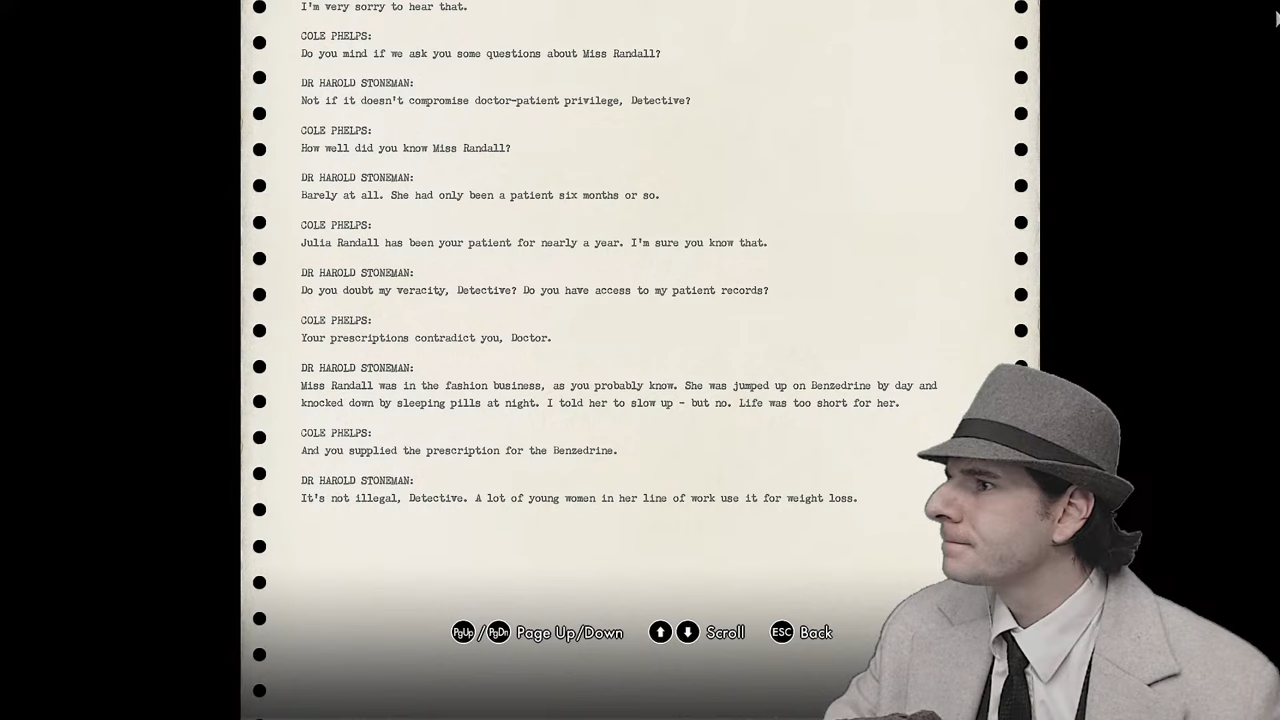 I'm very sorry to hear that.
COLE PHELPS:
Do you mind if we ask you some questions about Miss Randall?
DR HAROLD STONEMAN:
Not if it doesn't compromise doctor-patient privilege, Detective?
COLE PHELPS:
How well did you know Miss Randall?
DR HAROLD STONEMAN:
Barely at all. She had only been a patient six months or so.
COLE PHELPS:
Julia Randall has been your patient for nearly a year. I'm sure you know that.
DR HAROLD STONEMAN:
Do you doubt my veracity, Detective? Do you have access to my patient records?
COLE PHELPS:
Your prescriptions contradict you, Doctor.
DR HAROLD STONEMAN:
Miss Randall was in the fashion business, as you probably know. She was jumped up on Benzedrine by day and
knocked down by sleeping pills at night. I told her to slow up - but no. Life was too short for her.
COLE PHELPS:
And you supplied the prescription for the Benzedrine.
DR HAROLD STONEMAN:
It's not illegal, Detective. A lot of young women in her line of work use it for weight loss.
PgUp / PgDn Page Up/Down Scroll ESC Back